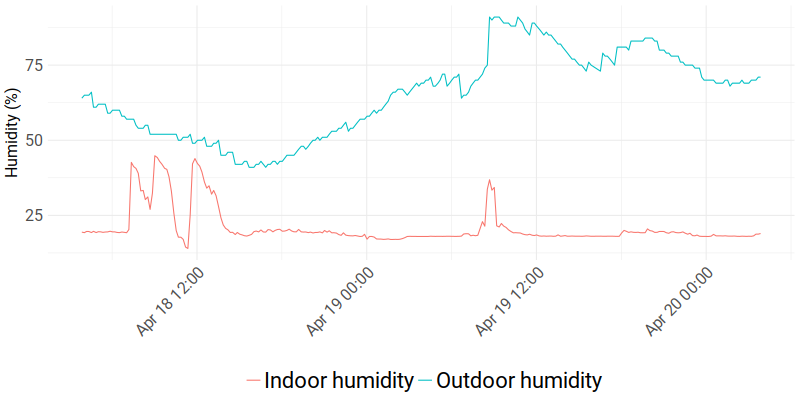 Humidity (%)
75
50
25
Apr 18 12:00
Apr 19 00:00
Apr 19 12:00
Apr 20 00:00
Indoor humidity
Outdoor humidity